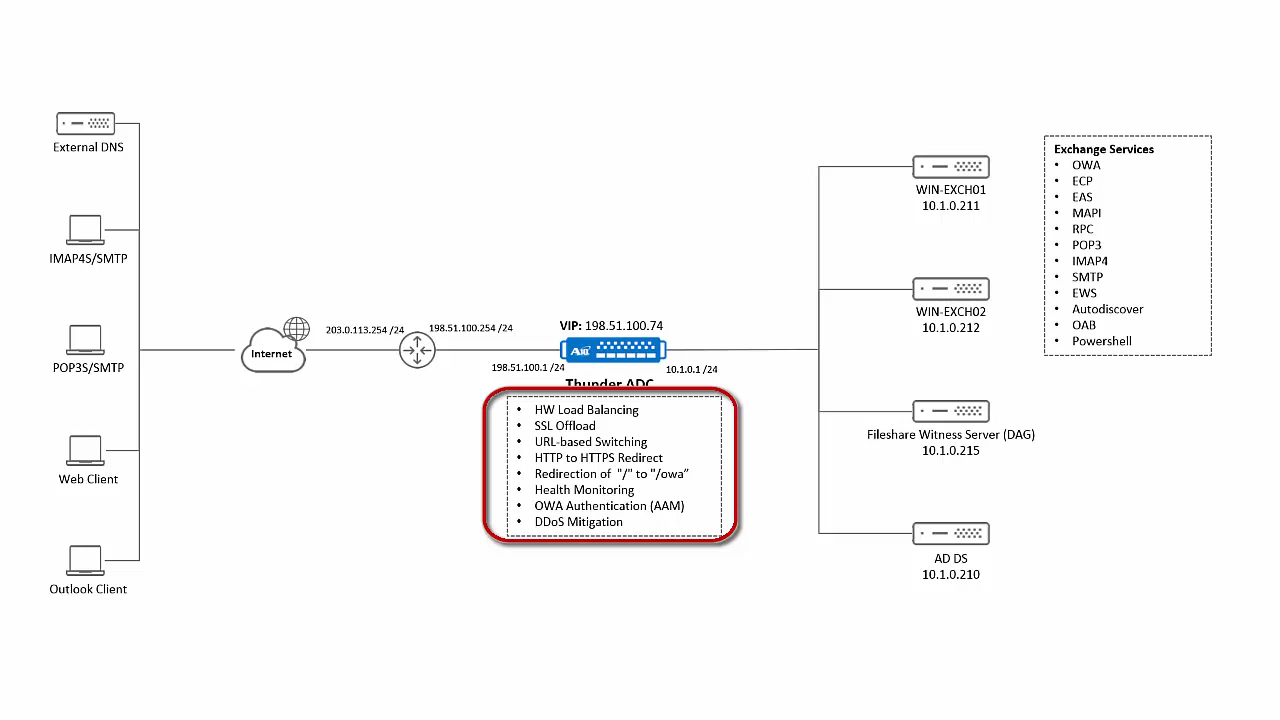 External DNS
IMAP4S/SMTP
POP3S/SMTP
Web Client
Outlook Client
Internet
203.0.113.254 /24
198.51.100.254 /24
VIP: 198.51.100.74
A10
198.51.100.1 /24
10.1.0.1 /24
Thunder ADC
• HW Load Balancing
• SSL Offload
• URL-based Switching
• HTTP to HTTPS Redirect
• Redirection of "/" to "/owa”
• Health Monitoring
• OWA Authentication (AAM)
• DDoS Mitigation
WIN-EXCH01
10.1.0.211
WIN-EXCH02
10.1.0.212
Fileshare Witness Server (DAG)
10.1.0.215
AD DS
10.1.0.210
Exchange Services
• OWA
• ECP
• EAS
• MAPI
• RPC
• POP3
• IMAP4
• SMTP
• EWS
• Autodiscover
• OAB
• Powershell